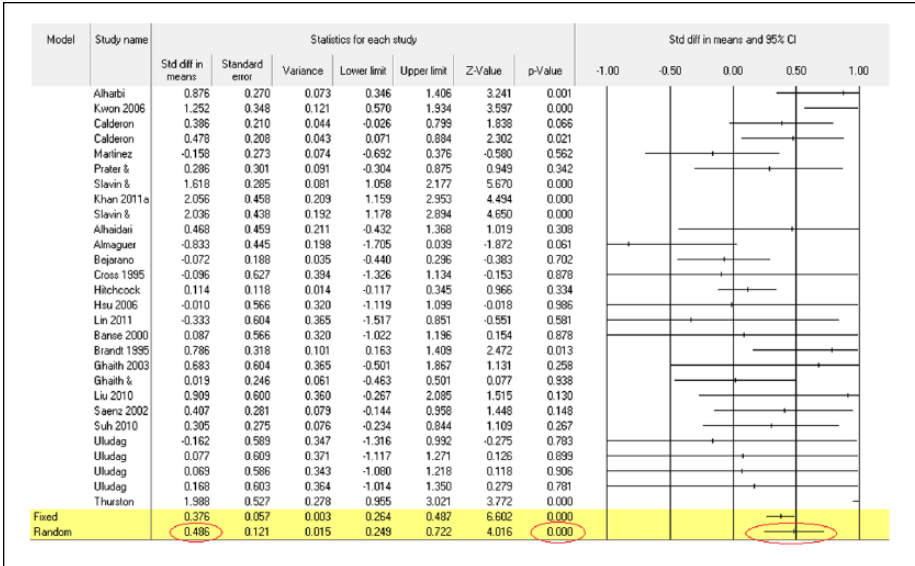 Model Study name Statistics for each study Std diff in means and 95% CI
Std diff in means Standard error Variance Lower limit Upper limit Z-Value p-Value -1.00 -0.50 0.00 0.50 1.00
Alharbi 0.876 0.270 0.073 0.346 1.406 3.241 0.001
Kwon 2006 1.252 0.348 0.121 0.570 1.934 3.597 0.000
Calderon 0.386 0.210 0.044 -0.026 0.799 1.838 0.066
Calderon 0.478 0.208 0.043 0.071 0.884 2.302 0.021
Martinez -0.158 0.273 0.074 -0.692 0.376 -0.580 0.562
Prater & 0.286 0.301 0.091 -0.304 0.875 0.949 0.342
Slavin & 1.618 0.285 0.081 1.058 2.177 5.670 0.000
Khan 2011a 2.056 0.458 0.209 1.159 2.953 4.494 0.000
Slavin & 2.036 0.438 0.192 1.178 2.894 4.650 0.000
Alhaidari 0.468 0.459 0.211 -0.432 1.368 1.019 0.308
Almaguer -0.833 0.445 0.198 -1.705 0.039 -1.872 0.061
Bejarano -0.072 0.188 0.035 -0.440 0.296 -0.383 0.702
Cross 1995 -0.096 0.627 0.394 -1.326 1.134 -0.153 0.878
Hitchcock 0.114 0.118 0.014 -0.117 0.345 0.966 0.334
Hsu 2006 -0.010 0.566 0.320 -1.119 1.099 -0.018 0.986
Lin 2011 -0.333 0.604 0.365 -1.517 0.851 -0.551 0.581
Banse 2000 0.087 0.566 0.320 -1.022 1.196 0.154 0.878
Brandt 1995 0.786 0.318 0.101 0.163 1.409 2.472 0.013
Ghaith 2003 0.683 0.604 0.365 -0.501 1.867 1.131 0.258
Ghaith & 0.019 0.246 0.061 -0.463 0.501 0.077 0.938
Liu 2010 0.909 0.600 0.360 -0.267 2.085 1.515 0.130
Saenz 2002 0.407 0.281 0.079 -0.144 0.958 1.448 0.148
Suh 2010 0.305 0.275 0.076 -0.234 0.844 1.109 0.267
Uludag -0.162 0.589 0.347 -1.316 0.992 -0.275 0.783
Uludag 0.077 0.609 0.371 -1.117 1.271 0.126 0.899
Uludag 0.069 0.586 0.343 -1.080 1.218 0.118 0.906
Uludag 0.168 0.603 0.364 -1.014 1.350 0.279 0.781
Thurston 1.988 0.527 0.278 0.955 3.021 3.772 0.000
Fixed 0.376 0.057 0.003 0.264 0.487 6.602 0.000
Random 0.486 0.121 0.015 0.249 0.722 4.016 0.000